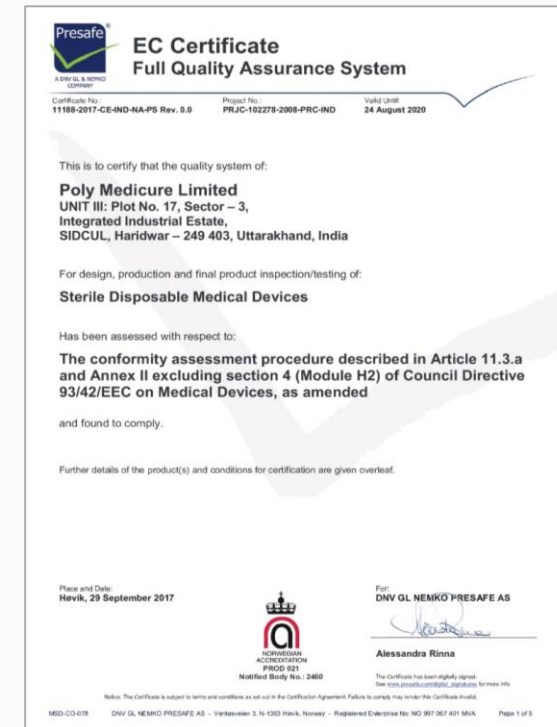 Presafe®
A DNV GL & NEMKO
COMPANY
EC Certificate
Full Quality Assurance
System
Certificate No.:
11188-2017-CE-IND-NA-PS Rev. 0.0
Project No.:
PRJC-102278-2008-PRC-IND
Valid Until:
24 August 2020
This is to certify that the quality system of:
Poly Medicure Limited
UNIT III: Plot No. 17, Sector – 3,
Integrated Industrial Estate,
SIDCUL, Haridwar – 249 403, Uttarakhand, India
For design, production and final product inspection/testing of:
Sterile Disposable Medical Devices
Has been assessed with respect to:
The conformity assessment procedure described in Article 11.3.a
and Annex II excluding section 4 (Module H2) of Council Directive
93/42/EEC on Medical Devices, as amended
and found to comply.
Further details of the product(s) and conditions for certification are given overleaf.
Place and Date:
Høvik, 29 September 2017
NORWEGIAN
ACCREDITATION
PROD 021
Notified Body No.: 2460
For:
DNV GL NEMKO PRESAFE AS
Alessandra Rinna
The Certificate has been digitally signed.
See www.presafe.com/digital_signatures for more info
Notice: The Certificate is subject to terms and conditions as set out in the Certification Agreement. Failure to comply may render this Certificate invalid.
MSD-CO-078 DNV GL NEMKO PRESAFE AS - Veritasveien 3, N-1363 Høvik, Norway - Registered Enterprise No: NO 997 067 401 MVA Page 1 of 5